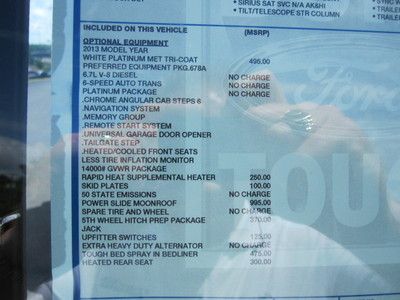 SIRIUS SAT SVC N/A AK&HI
TILT/TELESCOPE STR COLUMN
INCLUDED ON THIS VEHICLE (MSRP)
OPTIONAL EQUIPMENT
2013 MODEL YEAR
WHITE PLATINUM MET TRI-COAT 495.00
PREFERRED EQUIPMENT PKG.678A
6.7L V-8 DIESEL NO CHARGE
6-SPEED AUTO TRANS NO CHARGE
PLATINUM PACKAGE NO CHARGE
.CHROME ANGULAR CAB STEPS 6
.NAVIGATION SYSTEM
.MEMORY GROUP
.REMOTE START SYSTEM
.UNIVERSAL GARAGE DOOR OPENER
.TAILGATE STEP
.HEATED/COOLED FRONT SEATS
LESS TIRE INFLATION MONITOR
14000# GVWR PACKAGE
RAPID HEAT SUPPLEMENTAL HEATER 250.00
SKID PLATES 100.00
50 STATE EMISSIONS NO CHARGE
POWER SLIDE MOONROOF 995.00
SPARE TIRE AND WHEEL NO CHARGE
5TH WHEEL HITCH PREP PACKAGE 370.00
JACK
UPFITTER SWITCHES 125.00
EXTRA HEAVY DUTY ALTERNATOR NO CHARGE
TOUGH BED SPRAY IN BEDLINER 475.00
HEATED REAR SEAT 300.00